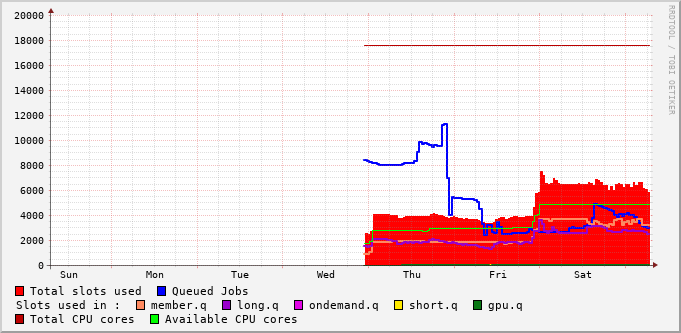 20000
18000
16000
14000
12000
10000
8000
6000
4000
2000
0
Sun Mon Tue Wed Thu Fri Sat
RRDTOOL / TOBI OETIKER
Total slots used Queued Jobs
Slots used in : member.q long.q ondemand.q short.q gpu.q
Total CPU cores Available CPU cores